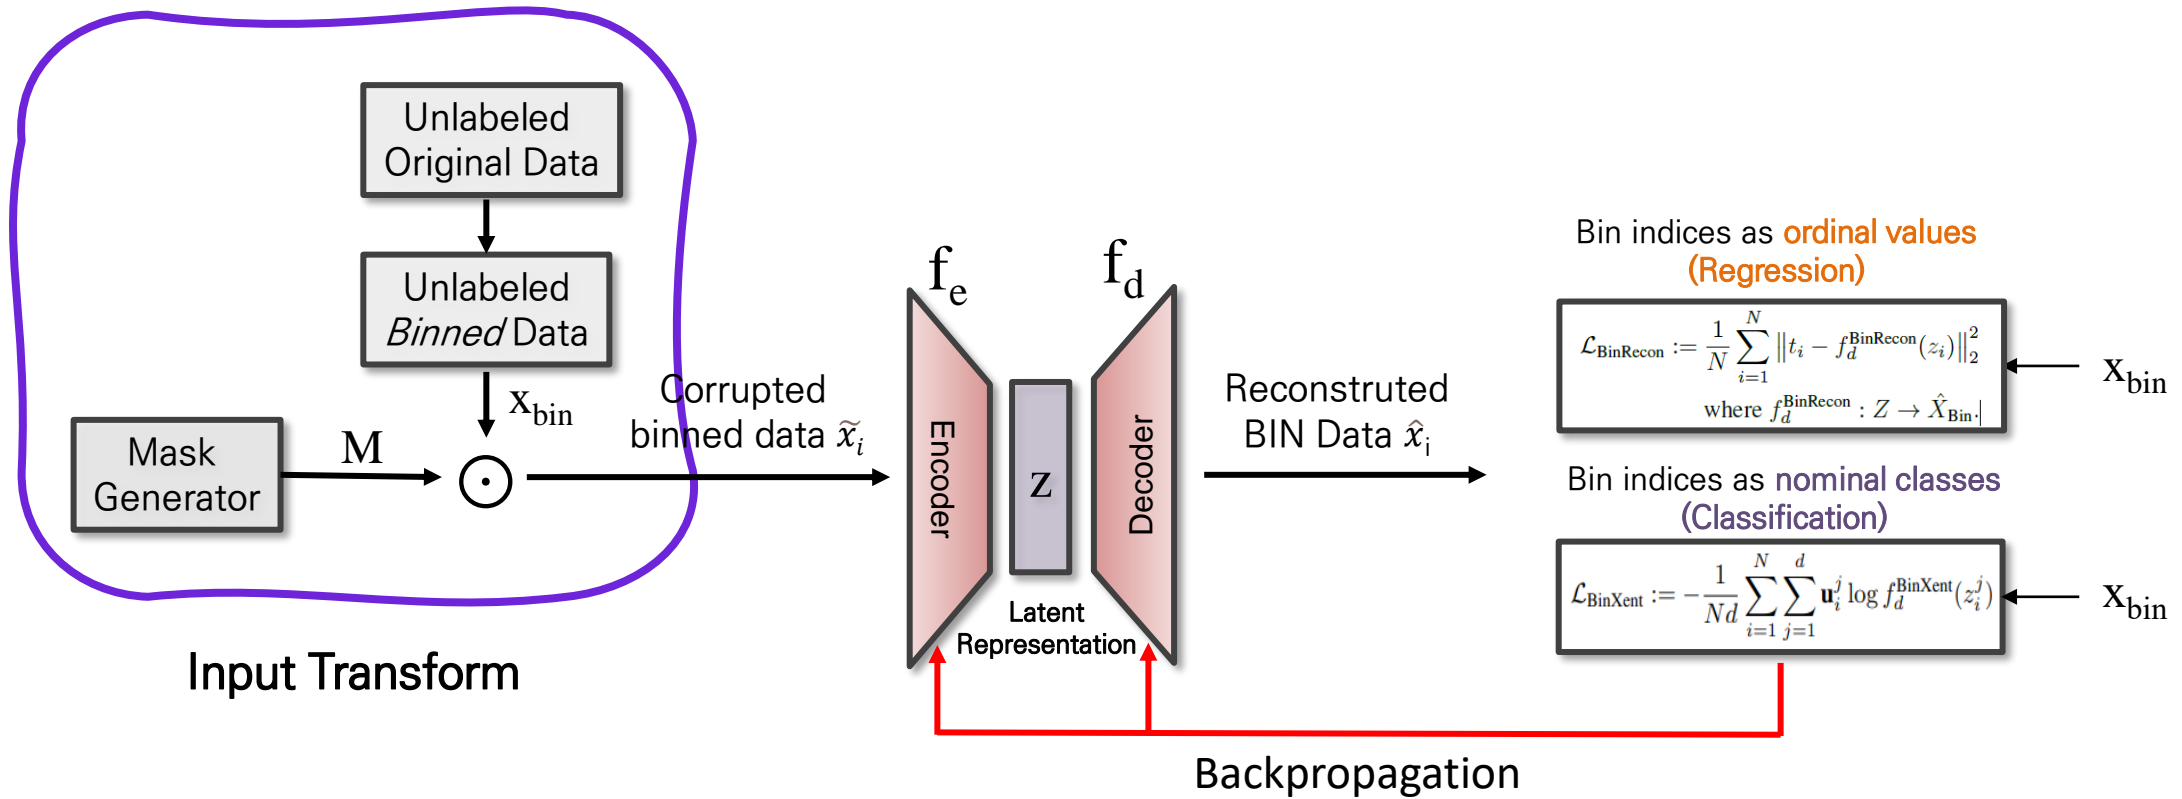 Unlabeled
Original Data
Unlabeled
Binned Data
x_bin
Mask
Generator
M
⊙
Input Transform
Corrupted
binned data x̃_i
f_e
Encoder
z
Latent
Representation
f_d
Decoder
Reconstruted
BIN Data x̂_i
Bin indices as ordinal values
(Regression)
𝓛_BinRecon := 1/N ∑_{i=1}^{N} ‖t_i − f_d^BinRecon(z_i)‖_2^2
where f_d^BinRecon : Z → X̂_Bin.
x_bin
Bin indices as nominal classes
(Classification)
𝓛_BinXent := − 1/Nd ∑_{i=1}^{N} ∑_{j=1}^{d} 𝐮_i^j log f_d^BinXent(z_i^j)
x_bin
Backpropagation